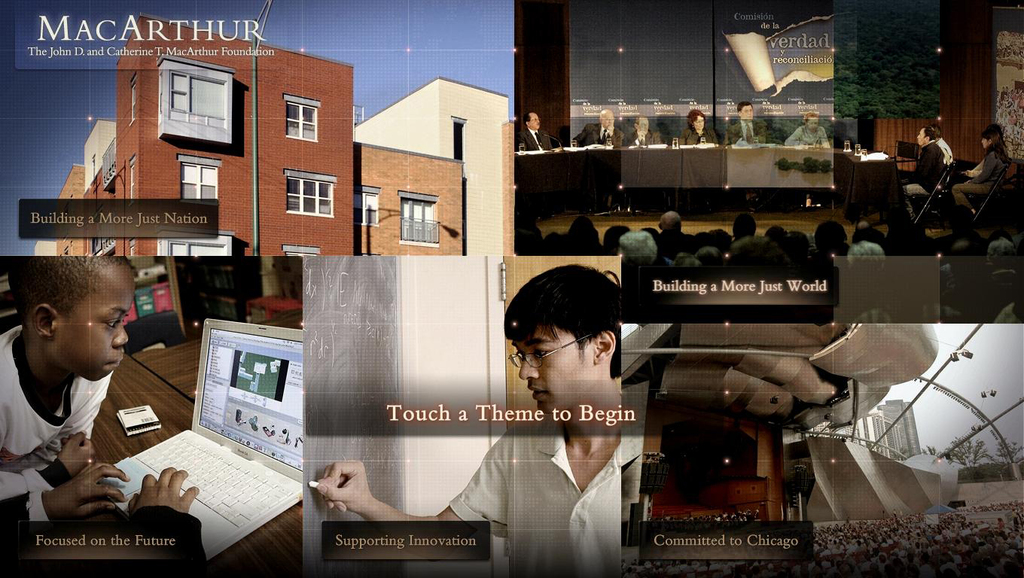 MACARTHUR
The John D. and Catherine T. MacArthur Foundation
Comisión
de la
verdad
y
reconciliació
Building a More Just Nation
Building a More Just World
Touch a Theme to Begin
Focused on the Future
Supporting Innovation
Committed to Chicago